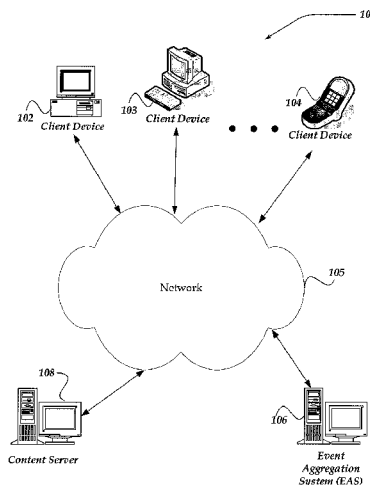 10
102
Client Device
103
Client Device
104
Client Device
Network
105
108
Content Server
106
Event
Aggregation
System (EAS)